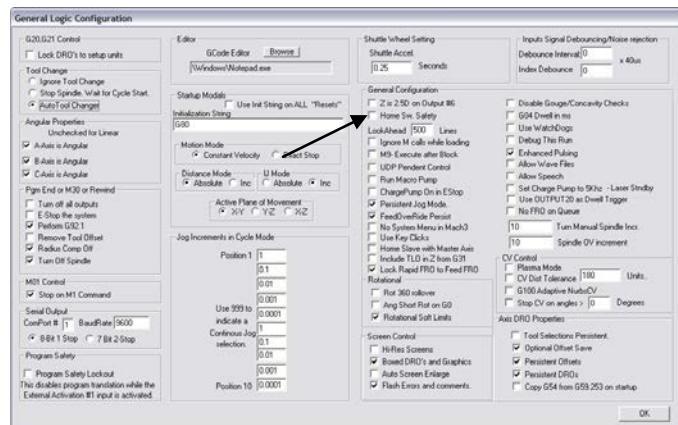 General Logic Configuration
G20,G21 Control
Lock DRO's to setup units
Tool Change
Ignore Tool Change
Stop Spindle. Wait for Cycle Start.
Auto Tool Changer
Angular Properties
Unchecked for Linear
A-Axis is Angular
B-Axis is Angular
C-Axis is Angular
Pgm End or M30 or Rewind
Turn off all outputs
E-Stop the system
Perform G92.1
Remove Tool Offset
Radius Comp Off
Turn Off Spindle
M01 Control
Stop on M1 Command
Serial Output
ComPort # 1 BaudRate 9600
8-Bit 1 Stop 7 Bit 2-Stop
Program Safety
Program Safety Lockout
This disables program translation while the
External Activation #1 input is activated.
Editor
GCode Editor Browse
\Windows\Notepad.exe
Startup Modals
Use Init String on ALL "Resets"
Initialization String
G80
Motion Mode
Constant Velocity Exact Stop
Distance Mode IJ Mode
Absolute Inc Absolute Inc
Active Plane of Movement
X-Y Y-Z X-Z
Jog Increments in Cycle Mode
Position 1 1
0.1
0.01
0.001
Use 999 to 0.0001
indicate a
Continous Jog 1
selection. 0.1
0.01
0.001
Position 10 0.0001
Shuttle Wheel Setting
Shuttle Accel.
0.25 Seconds
General Configuration
Z is 2.5D on Output #6
Home Sw. Safety
LookAhead 500 Lines
Ignore M calls while loading
M9- Execute after Block
UDP Pendent Control
Run Macro Pump
ChargePump On in EStop
Persistent Jog Mode.
FeedOverRide Persist
No System Menu in Mach3
Use Key Clicks
Home Slave with Master Axis
Include TLO in Z from G31
Lock Rapid FRO to Feed FRO
Rotational
Rot 360 rollover
Ang Short Rot on G0
Rotational Soft Limits
Screen Control
Hi-Res Screens
Boxed DRO's and Graphics
Auto Screen Enlarge
Flash Errors and comments.
Inputs Signal Debouncing/Noise rejection
Debounce Interval: 0
x 40us
Index Debounce 0
Disable Gouge/Concavity Checks
G04 Dwell in ms
Use WatchDogs
Debug This Run
Enhanced Pulsing
Allow Wave Files
Allow Speech
Set Charge Pump to 5Khz - Laser Stndby
Use OUTPUT20 as Dwell Trigger
No FRO on Queue
10 Turn Manual Spindle Incr.
10 Spindle OV increment
CV Control
Plasma Mode
CV Dist Tolerance 180 Units..
G100 Adaptive NurbsCV
Stop CV on angles > 0 Degrees
Axis DRO Properties
Tool Selections Persistent.
Optional Offset Save
Persistent Offsets
Persistent DROs
Copy G54 from G59.253 on startup
OK